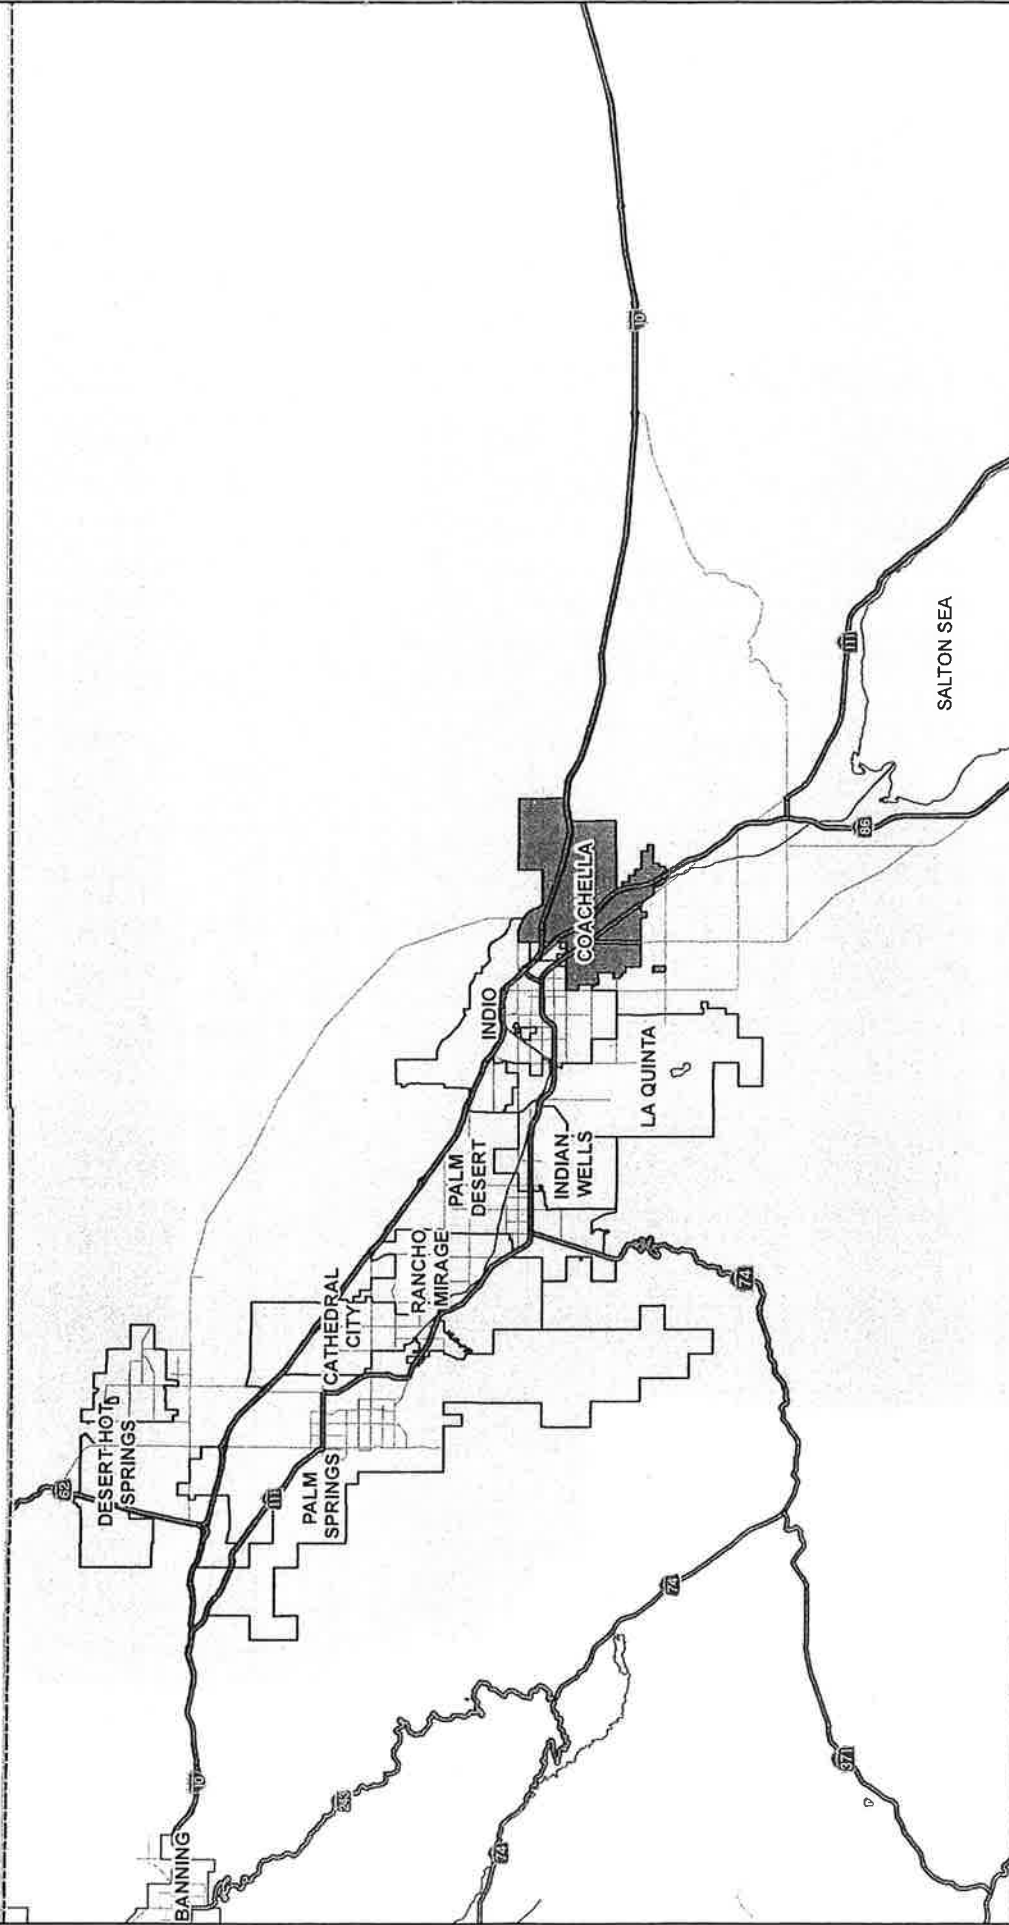 BANNING
10
243
74
371
62
DESERT HOT
SPRINGS
111
PALM
SPRINGS
74
CATHEDRAL
CITY
RANCHO
MIRAGE
74
PALM
DESERT
INDIAN
WELLS
LA QUINTA
INDIO
COACHELLA
86
111
SALTON SEA
10